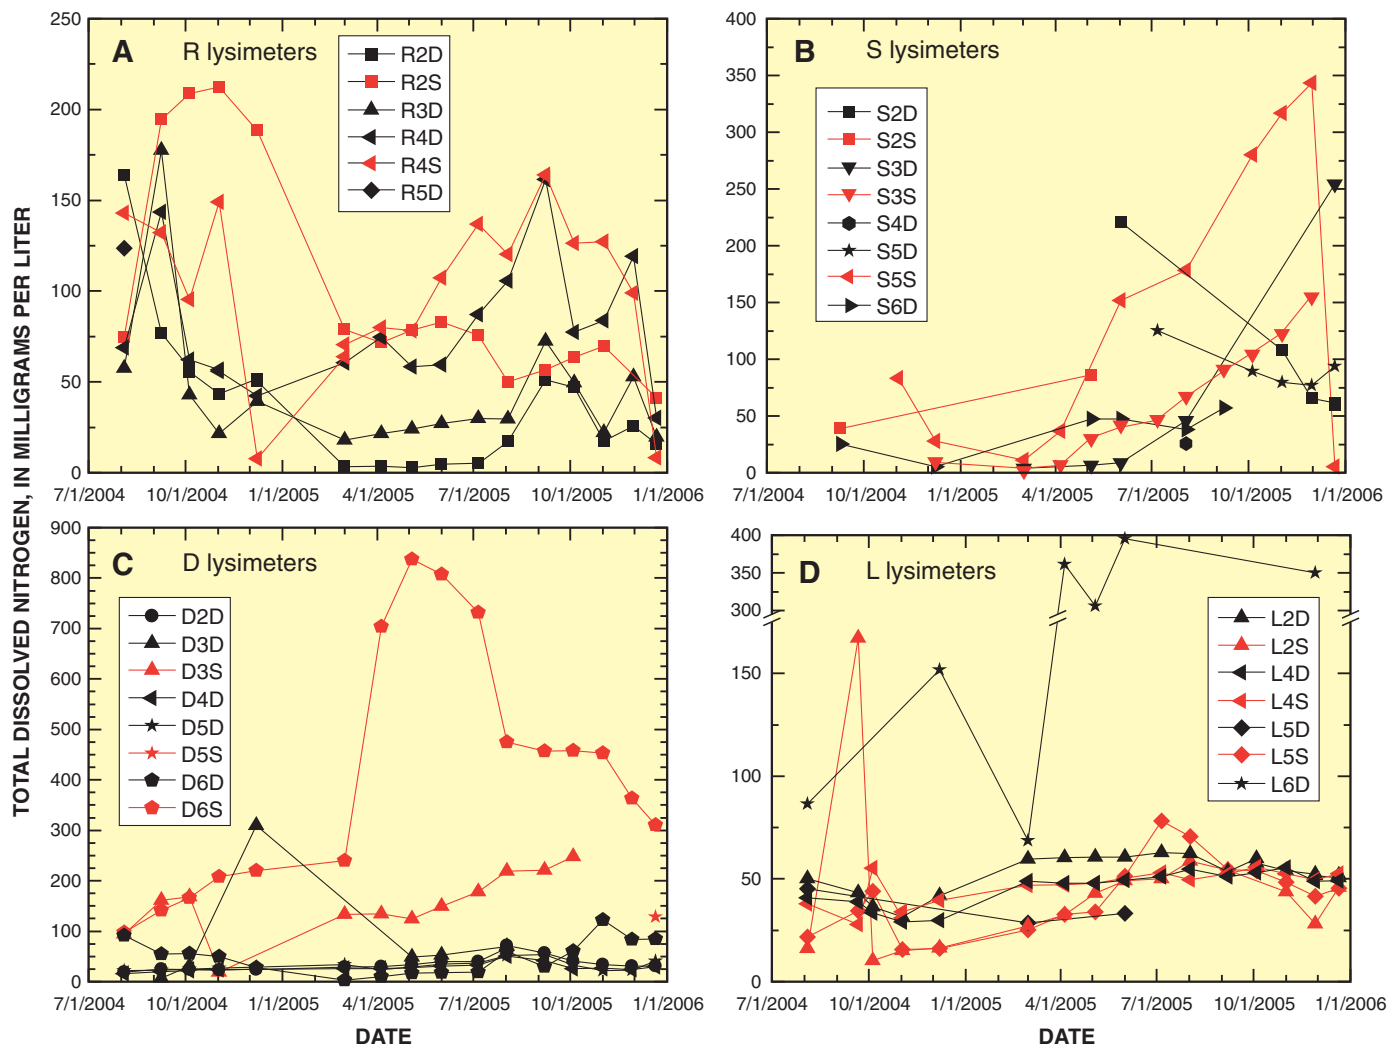 TOTAL DISSOLVED NITROGEN, IN MILLIGRAMS PER LITER
A R lysimeters
250
200
150
100
50
0
R2D
R2S
R3D
R4D
R4S
R5D
7/1/2004 10/1/2004 1/1/2005 4/1/2005 7/1/2005 10/1/2005 1/1/2006
B S lysimeters
400
350
300
250
200
150
100
50
0
S2D
S2S
S3D
S3S
S4D
S5D
S5S
S6D
7/1/2004 10/1/2004 1/1/2005 4/1/2005 7/1/2005 10/1/2005 1/1/2006
C D lysimeters
900
800
700
600
500
400
300
200
100
0
D2D
D3D
D3S
D4D
D5D
D5S
D6D
D6S
7/1/2004 10/1/2004 1/1/2005 4/1/2005 7/1/2005 10/1/2005 1/1/2006
DATE
D L lysimeters
400
350
300
150
100
50
0
L2D
L2S
L4D
L4S
L5D
L5S
L6D
7/1/2004 10/1/2004 1/1/2005 4/1/2005 7/1/2005 10/1/2005 1/1/2006
DATE